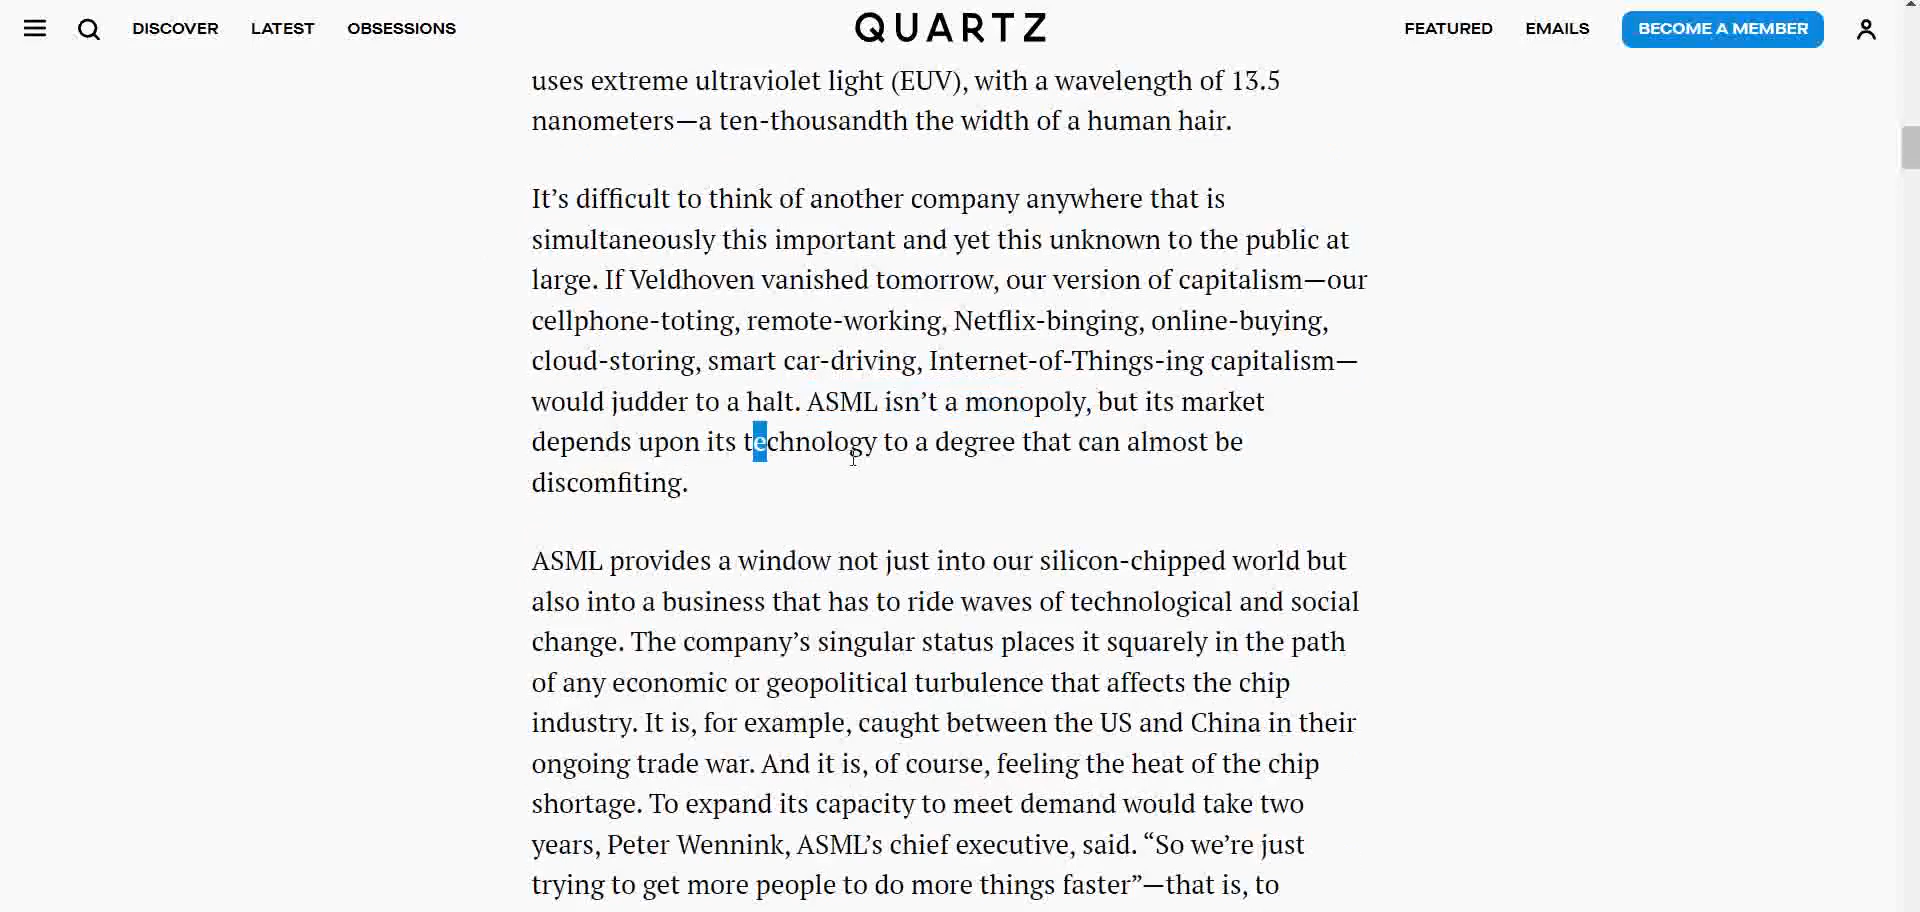 DISCOVER LATEST OBSESSIONS QUARTZ FEATURED EMAILS BECOME A MEMBER
uses extreme ultraviolet light (EUV), with a wavelength of 13.5
nanometers—a ten-thousandth the width of a human hair.
It’s difficult to think of another company anywhere that is
simultaneously this important and yet this unknown to the public at
large. If Veldhoven vanished tomorrow, our version of capitalism—our
cellphone-toting, remote-working, Netflix-binging, online-buying,
cloud-storing, smart car-driving, Internet-of-Things-ing capitalism—
would judder to a halt. ASML isn’t a monopoly, but its market
depends upon its technology to a degree that can almost be
discomfiting.
ASML provides a window not just into our silicon-chipped world but
also into a business that has to ride waves of technological and social
change. The company’s singular status places it squarely in the path
of any economic or geopolitical turbulence that affects the chip
industry. It is, for example, caught between the US and China in their
ongoing trade war. And it is, of course, feeling the heat of the chip
shortage. To expand its capacity to meet demand would take two
years, Peter Wennink, ASML’s chief executive, said. “So we’re just
trying to get more people to do more things faster”—that is, to